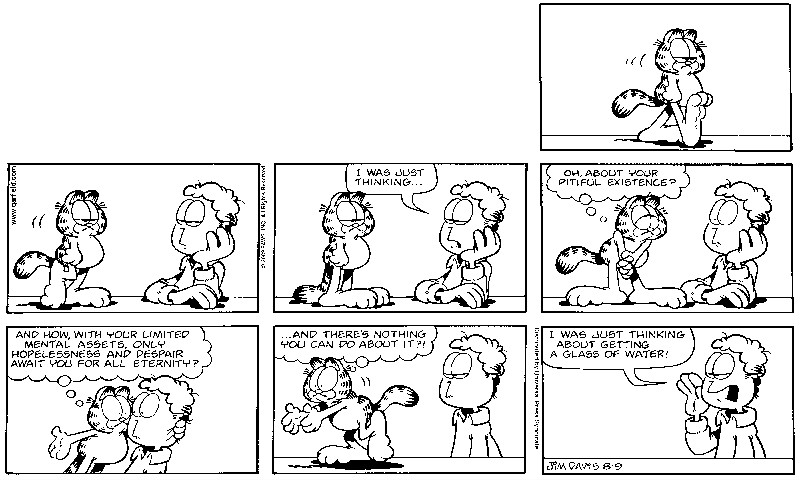 www.garfield.com
I WAS JUST
THINKING...
OH, ABOUT YOUR
PITIFUL EXISTENCE?
AND HOW, WITH YOUR LIMITED
MENTAL ASSETS, ONLY
HOPELESSNESS AND DESPAIR
AWAIT YOU FOR ALL ETERNITY?
...AND THERE'S NOTHING
YOU CAN DO ABOUT IT?!
I WAS JUST THINKING
ABOUT GETTING
A GLASS OF WATER!
JIM DAVIS 8-9